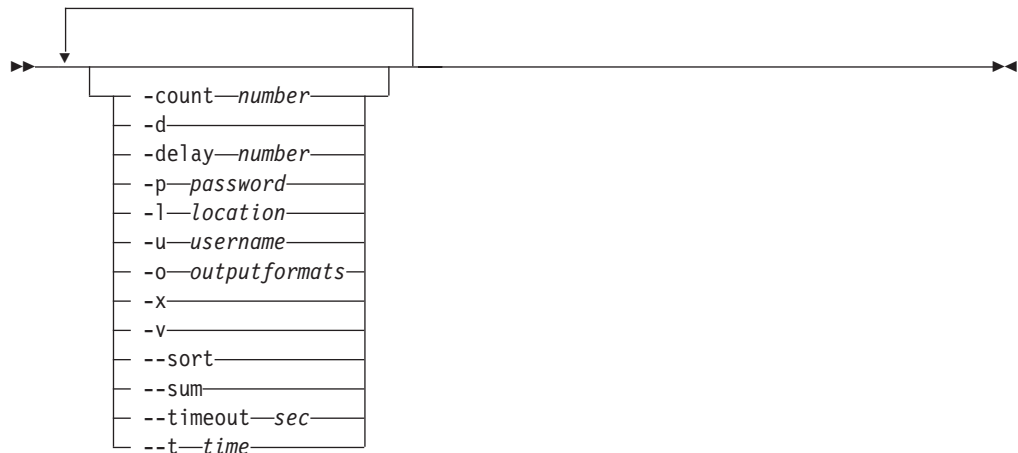 -count number
-d
-delay number
-p password
-l location
-u username
-o outputformats
-x
-v
--sort
--sum
--timeout sec
--t time